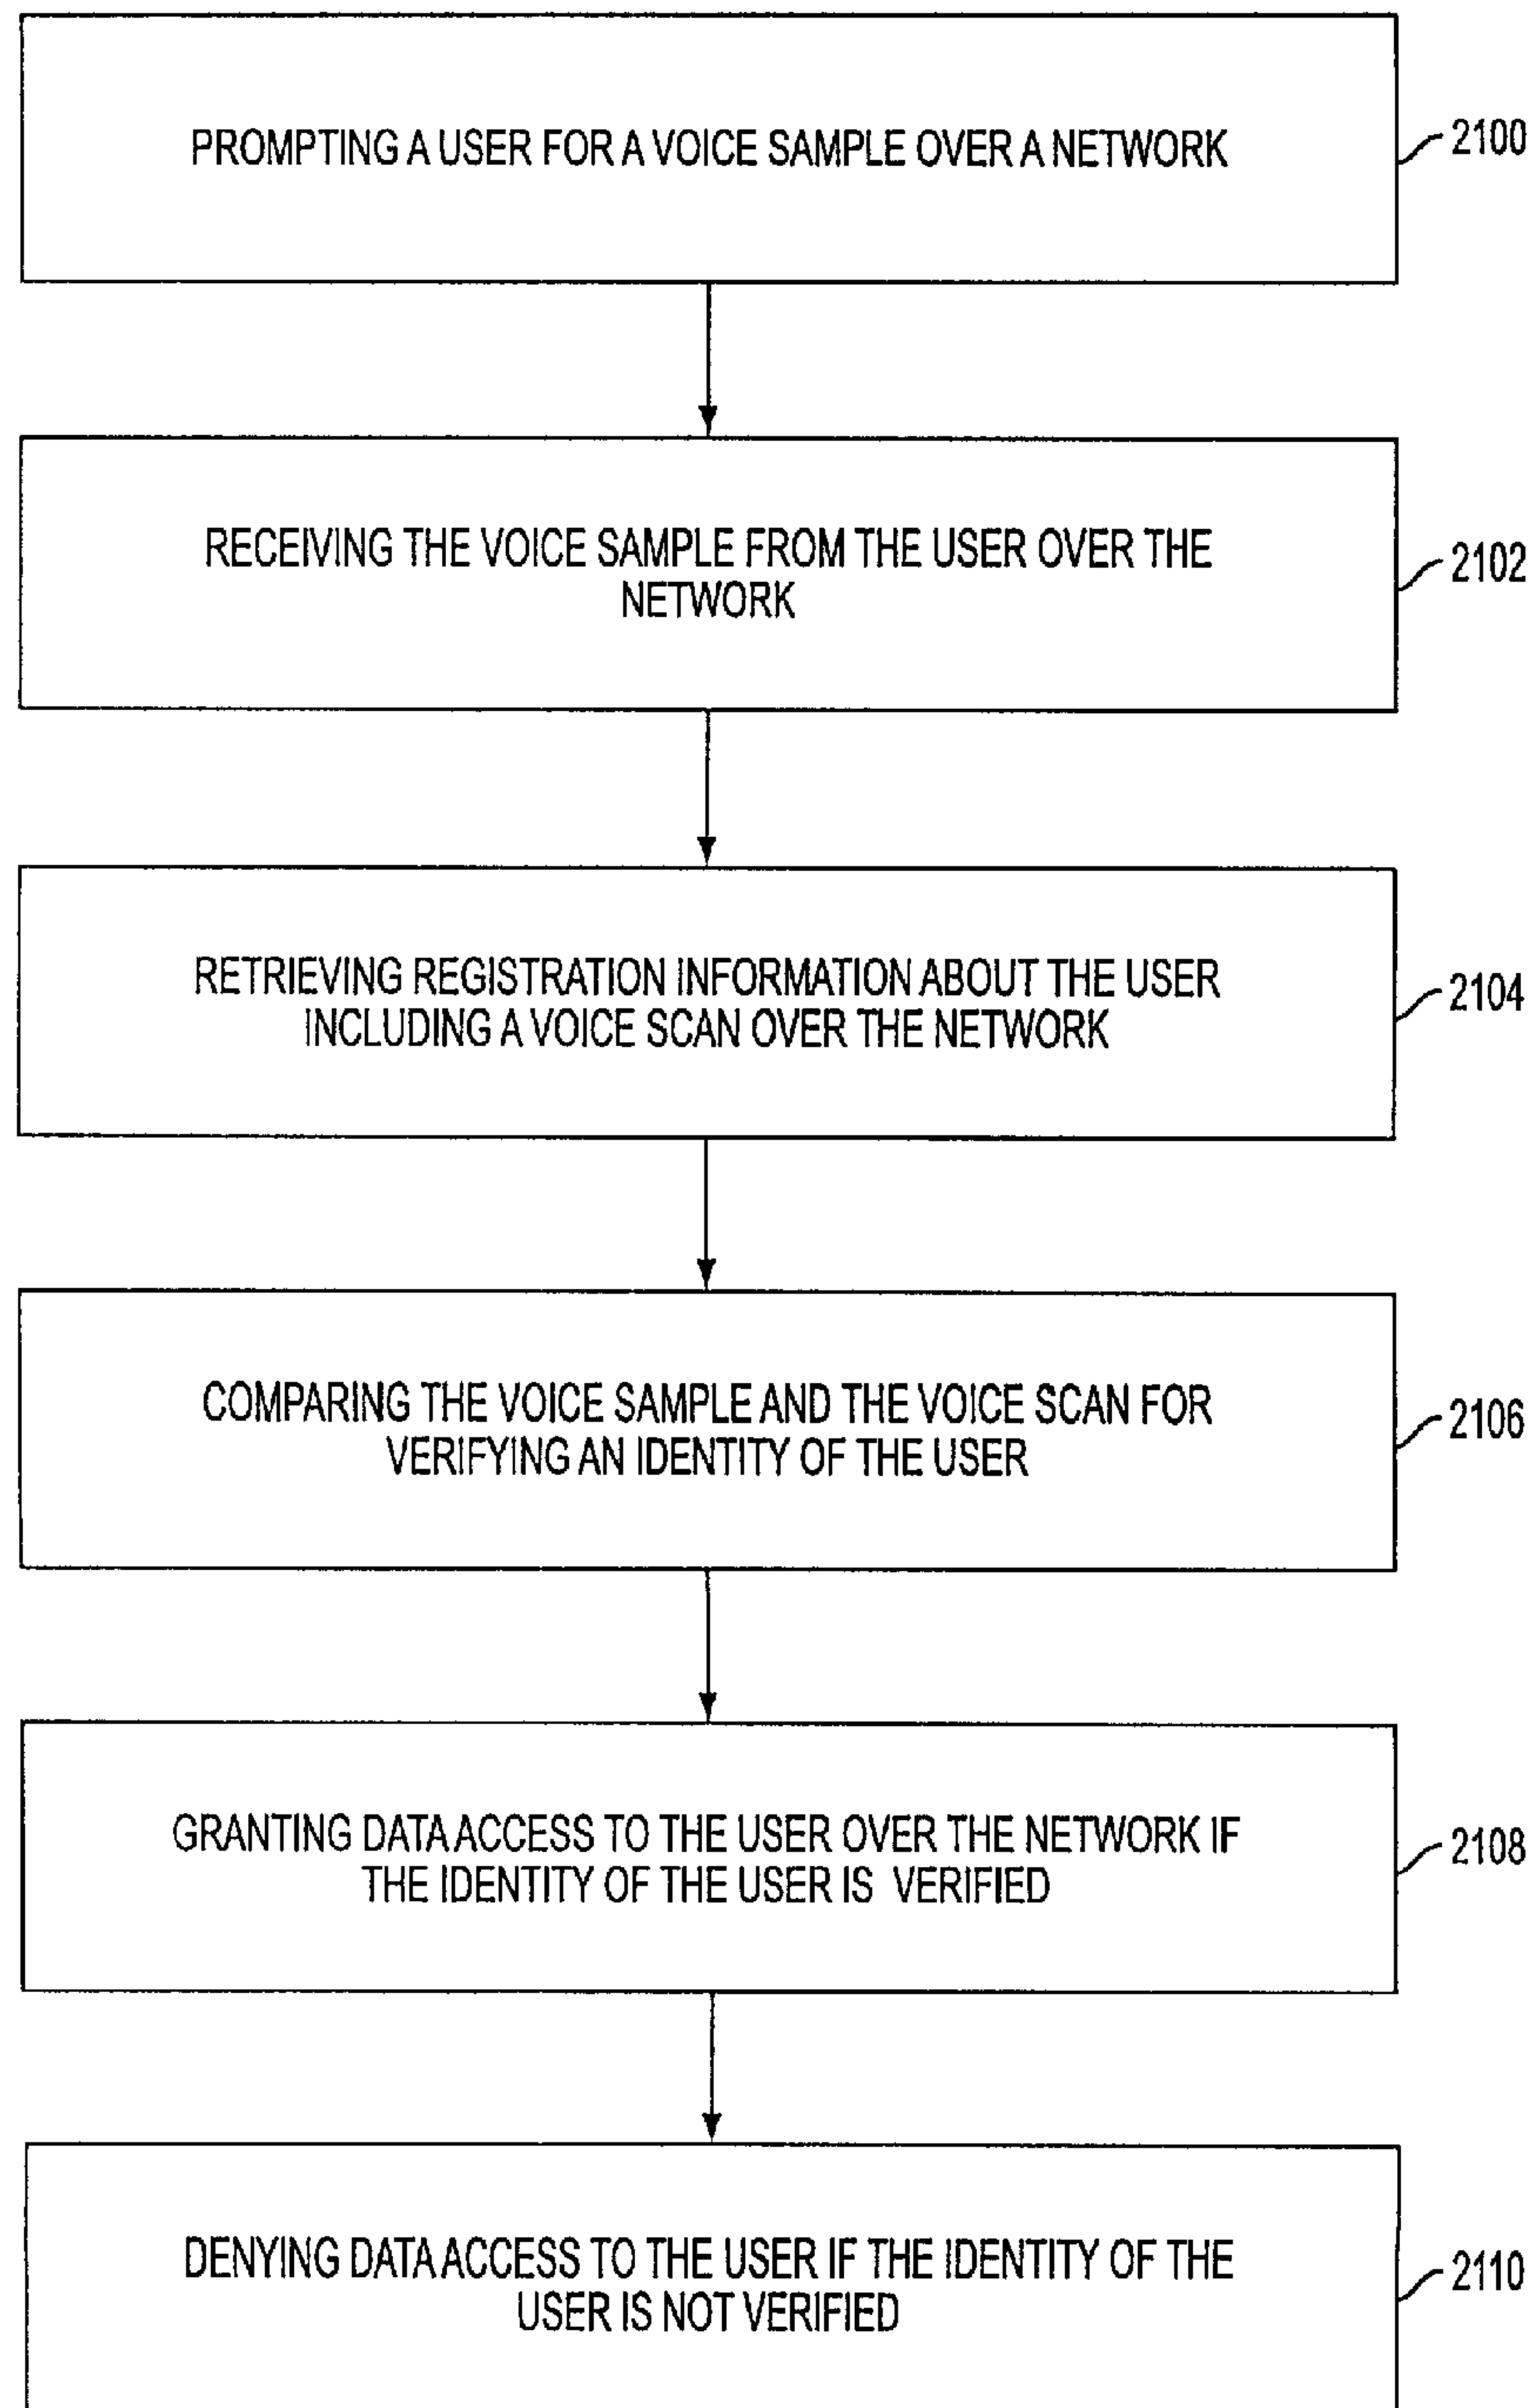 PROMPTING A USER FOR A VOICE SAMPLE OVER A NETWORK
2100
RECEIVING THE VOICE SAMPLE FROM THE USER OVER THE
NETWORK
2102
RETRIEVING REGISTRATION INFORMATION ABOUT THE USER
INCLUDING A VOICE SCAN OVER THE NETWORK
2104
COMPARING THE VOICE SAMPLE AND THE VOICE SCAN FOR
VERIFYING AN IDENTITY OF THE USER
2106
GRANTING DATA ACCESS TO THE USER OVER THE NETWORK IF
THE IDENTITY OF THE USER IS VERIFIED
2108
DENYING DATA ACCESS TO THE USER IF THE IDENTITY OF THE
USER IS NOT VERIFIED
2110